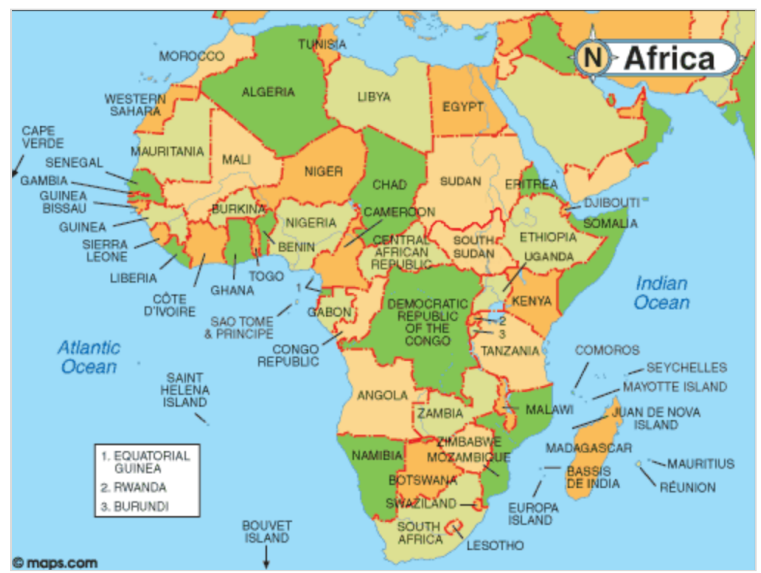 N Africa
TUNISIA
MOROCCO
ALGERIA
LIBYA
EGYPT
WESTERN
SAHARA
CAPE
VERDE
MAURITANIA
MALI
NIGER
CHAD
SUDAN
ERITREA
SENEGAL
GAMBIA
GUINEA
BISSAU
GUINEA
SIERRA
LEONE
LIBERIA
CÔTE
D'IVOIRE
GHANA
TOGO
BENIN
BURKINA
NIGERIA
CAMEROON
CENTRAL
AFRICAN
REPUBLIC
SOUTH
SUDAN
DJIBOUTI
SOMALIA
ETHIOPIA
UGANDA
KENYA
Indian
Ocean
1
GABON
SAO TOME
& PRINCIPE
CONGO
REPUBLIC
DEMOCRATIC
REPUBLIC
OF THE
CONGO
2
3
TANZANIA
Atlantic
Ocean
COMOROS
SEYCHELLES
MAYOTTE ISLAND
JUAN DE NOVA
ISLAND
SAINT
HELENA
ISLAND
ANGOLA
ZAMBIA
MALAWI
ZIMBABWE
MOZAMBIQUE
MADAGASCAR
MAURITIUS
BASSIS
DE INDIA
RÉUNION
NAMIBIA
BOTSWANA
SWAZILAND
EUROPA
ISLAND
SOUTH
AFRICA
LESOTHO
1. EQUATORIAL
GUINEA
2. RWANDA
3. BURUNDI
BOUVET
ISLAND
© maps.com